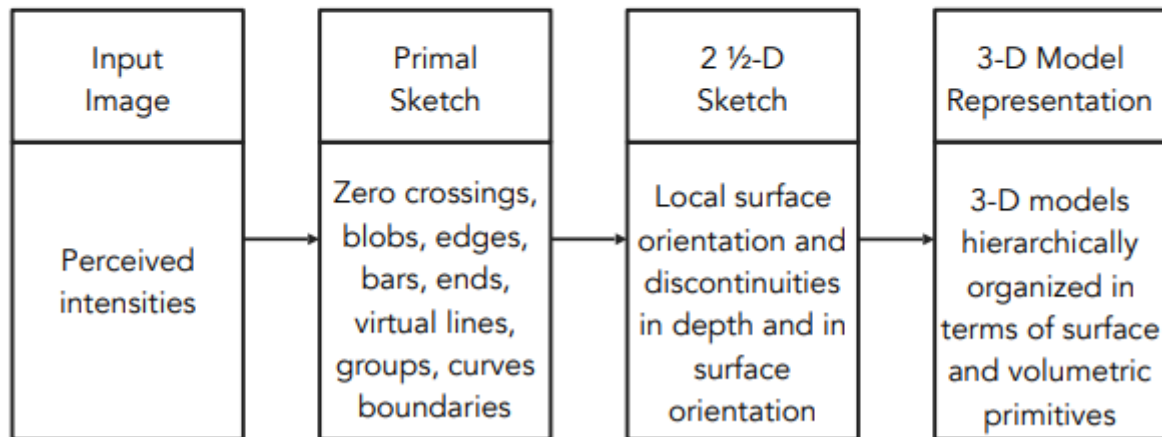 Input
Image
Perceived
intensities
Primal
Sketch
Zero crossings,
blobs, edges,
bars, ends,
virtual lines,
groups, curves
boundaries
2 ½-D
Sketch
Local surface
orientation and
discontinuities
in depth and in
surface
orientation
3-D Model
Representation
3-D models
hierarchically
organized in
terms of surface
and volumetric
primitives